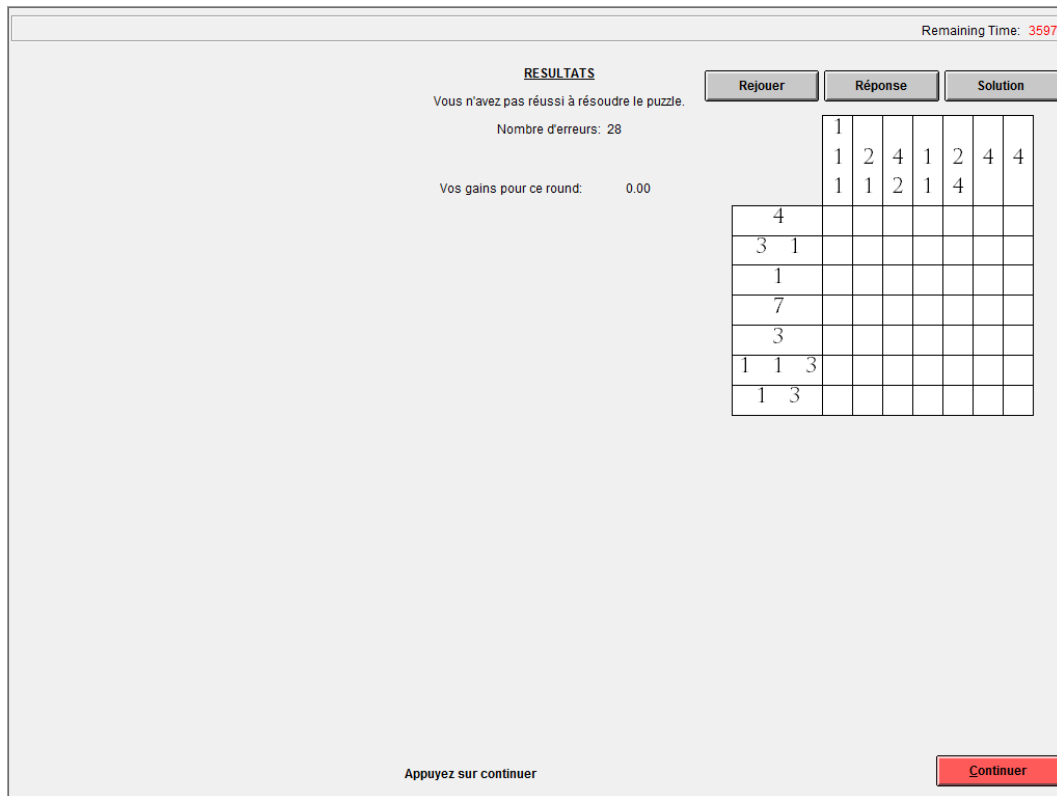 Remaining Time: 3597
RESULTATS
Rejouer Réponse Solution
Vous n'avez pas réussi à résoudre le puzzle.
Nombre d'erreurs: 28
1
1 2 4 1 2 4 4
Vos gains pour ce round: 0.00
1 1 2 1 4
4
3 1
1
7
3
1 1 3
1 3
Appuyez sur continuer
Continuer